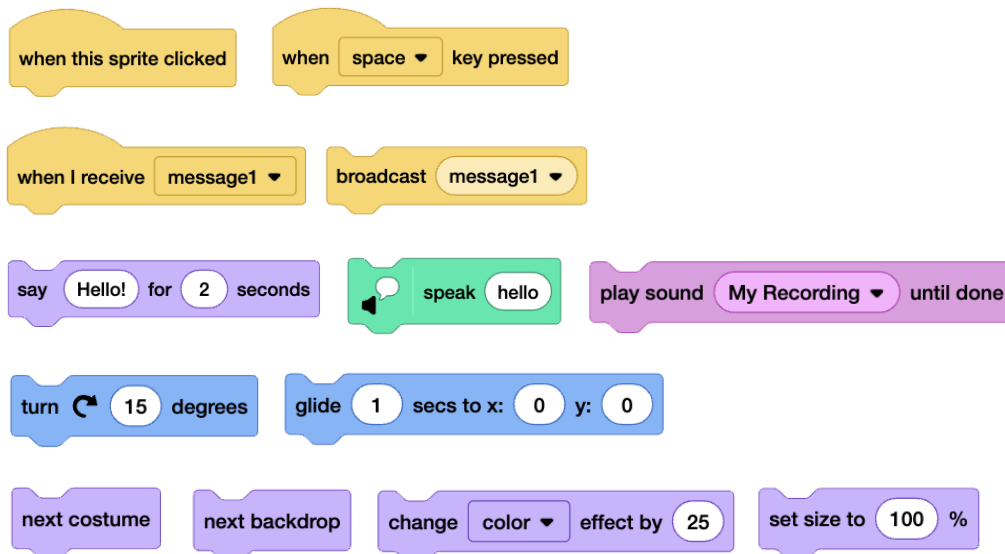 when this sprite clicked when space key pressed
when I receive message1 broadcast message1
say Hello! for 2 seconds speak hello play sound My Recording until done
turn 15 degrees glide 1 secs to x: 0 y: 0
next costume next backdrop change color effect by 25 set size to 100 %